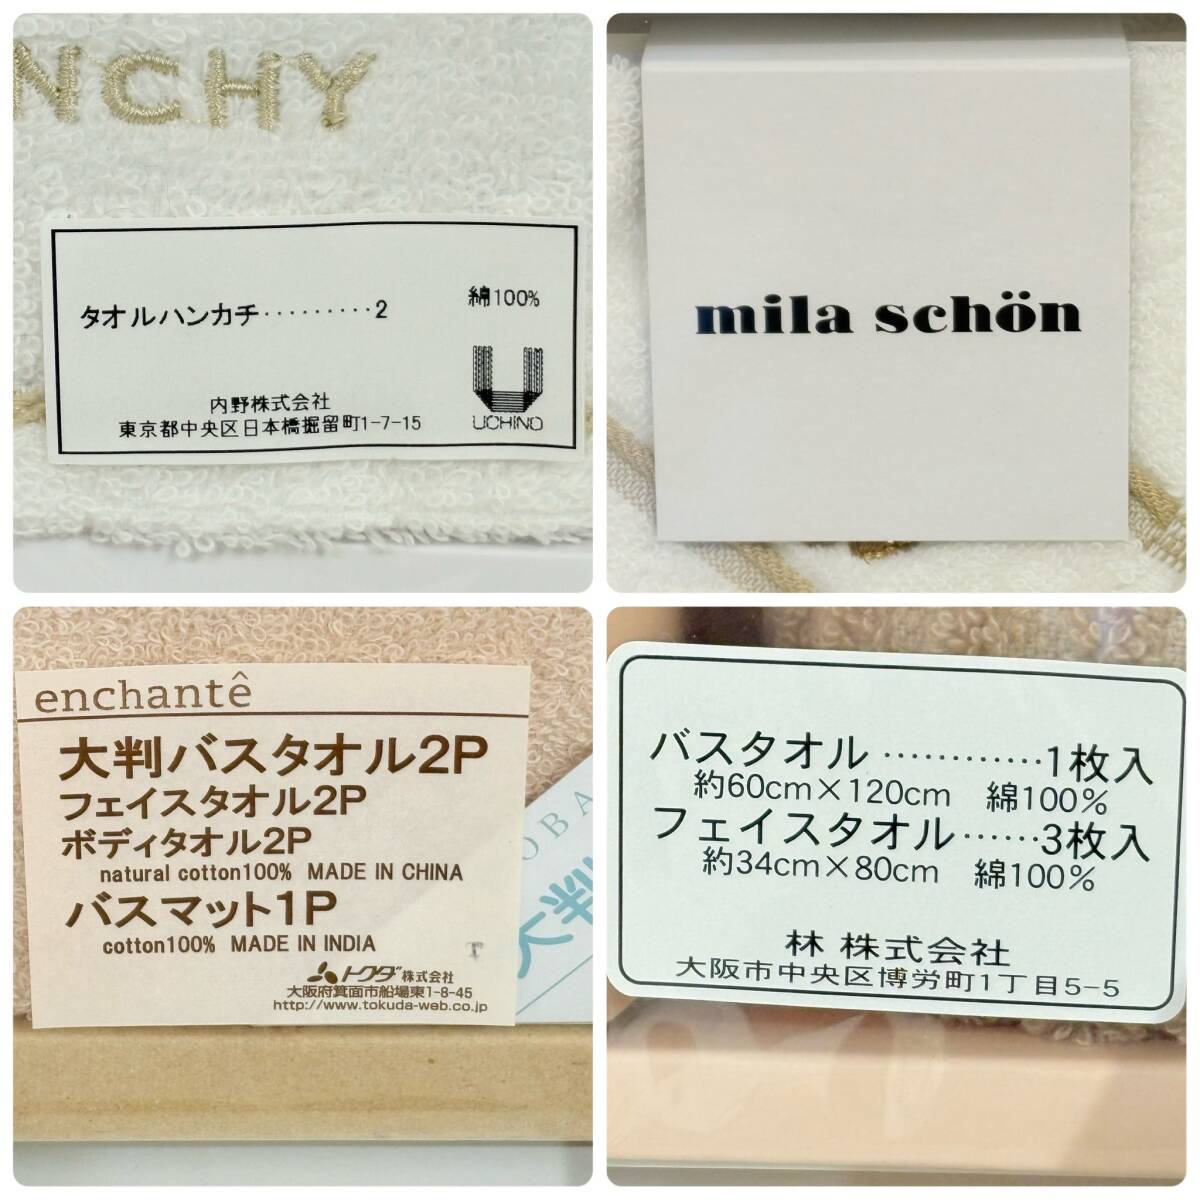 NCHY
タオルハンカチ·········2
綿100%
内野株式会社
東京都中央区日本橋掘留町1-7-15
UCHINO
mila schön
enchantê
大判バスタオル2P
フェイスタオル2P
ボディタオル2P
natural cotton100% MADE IN CHINA
バスマット1P
cotton100% MADE IN INDIA
トクダ株式会社
大阪府箕面市船場東1-8-45
http://www.tokuda-web.co.jp
OBA
大判
バスタオル············1枚入
約60cm×120cm 綿100%
フェイスタオル······3枚入
約34cm×80cm 綿100%
林 株式会社
大阪市中央区博労町1丁目5-5